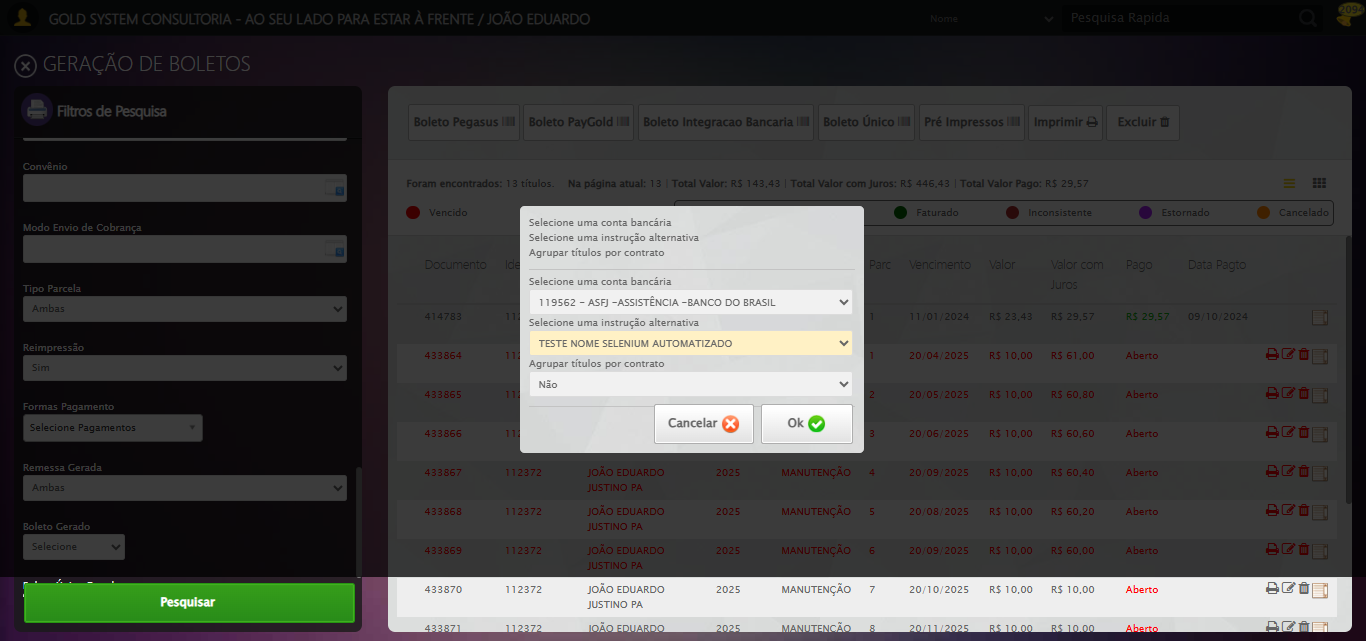 GOLD SYSTEM CONSULTORIA - AO SEU LADO PARA ESTAR À FRENTE / JOÃO EDUARDO
Nome
Pesquisa Rapida
GERAÇÃO DE BOLETOS
Filtros de Pesquisa
Convênio
Modo Envio de Cobrança
Tipo Parcela
Ambas
Reimpressão
Sim
Formas Pagamento
Selecione Pagamentos
Remessa Gerada
Ambas
Boleto Gerado
Selecione
Pesquisar
Boleto Pegasus
Boleto PayGold
Boleto Integracao Bancaria
Boleto Único
Pré Impressos
Imprimir
Excluir
Foram encontrados: 13 títulos. Na página atual: 13 | Total Valor: R$ 143,43 | Total Valor com Juros: R$ 446,43 | Total Valor Pago: R$ 29,57
Vencido
Faturado
Inconsistente
Estornado
Cancelado
Selecione uma conta bancária
Selecione uma instrução alternativa
Agrupar títulos por contrato
Selecione uma conta bancária
119562 - ASFJ -ASSISTÊNCIA -BANCO DO BRASIL
Selecione uma instrução alternativa
TESTE NOME SELENIUM AUTOMATIZADO
Agrupar títulos por contrato
Não
Cancelar
Ok
Documento Parc Vencimento Valor Valor com Juros Pago Data Pagto
414783 1 11/01/2024 R$ 23,43 R$ 29,57 R$ 29,57 09/10/2024
433864 1 20/04/2025 R$ 10,00 R$ 61,00 Aberto
433865 2 20/05/2025 R$ 10,00 R$ 60,80 Aberto
433866 3 20/06/2025 R$ 10,00 R$ 60,60 Aberto
433867 112372 JOÃO EDUARDO 2025 MANUTENÇÃO 4 20/09/2025 R$ 10,00 R$ 60,40 Aberto
JUSTINO PA
433868 112372 JOÃO EDUARDO 2025 MANUTENÇÃO 5 20/08/2025 R$ 10,00 R$ 60,20 Aberto
JUSTINO PA
433869 112372 JOÃO EDUARDO 2025 MANUTENÇÃO 6 20/09/2025 R$ 10,00 R$ 60,00 Aberto
JUSTINO PA
433870 112372 JOÃO EDUARDO 2025 MANUTENÇÃO 7 20/10/2025 R$ 10,00 R$ 10,00 Aberto
JUSTINO PA
433871 112372 JOÃO EDUARDO 2025 MANUTENÇÃO 8 20/11/2025 R$ 10,00 R$ 10,00 Aberto